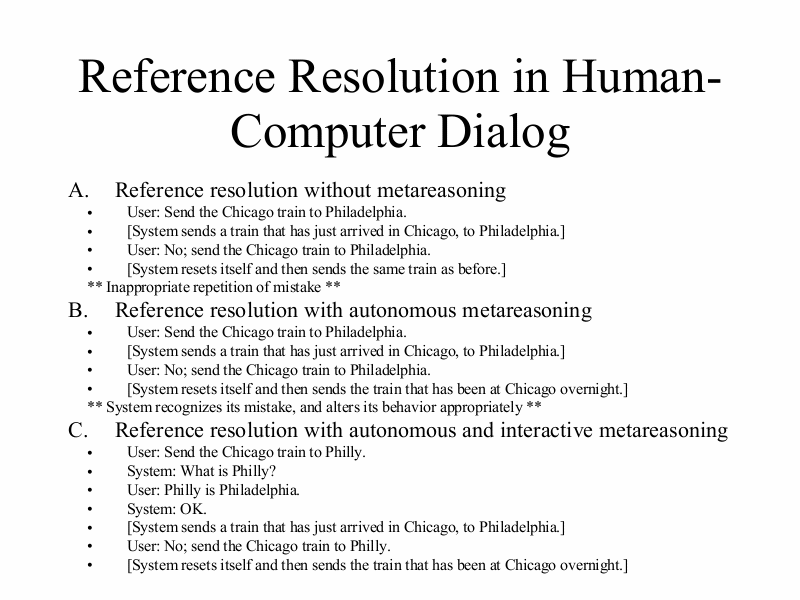 Reference Resolution in Human-
Computer Dialog
A. Reference resolution without metareasoning
• User: Send the Chicago train to Philadelphia.
• [System sends a train that has just arrived in Chicago, to Philadelphia.]
• User: No; send the Chicago train to Philadelphia.
• [System resets itself and then sends the same train as before.]
** Inappropriate repetition of mistake **
B. Reference resolution with autonomous metareasoning
• User: Send the Chicago train to Philadelphia.
• [System sends a train that has just arrived in Chicago, to Philadelphia.]
• User: No; send the Chicago train to Philadelphia.
• [System resets itself and then sends the train that has been at Chicago overnight.]
** System recognizes its mistake, and alters its behavior appropriately **
C. Reference resolution with autonomous and interactive metareasoning
• User: Send the Chicago train to Philly.
• System: What is Philly?
• User: Philly is Philadelphia.
• System: OK.
• [System sends a train that has just arrived in Chicago, to Philadelphia.]
• User: No; send the Chicago train to Philly.
• [System resets itself and then sends the train that has been at Chicago overnight.]